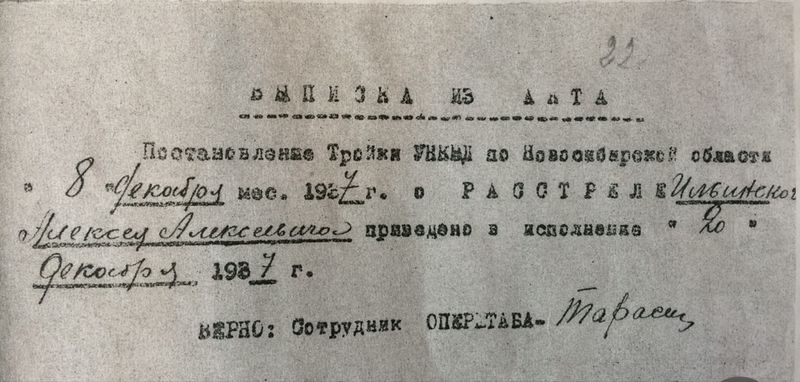 22.
ВЫПИСКА ИЗ АКТА
Постановление Тройки УНКВД по Новосибирской области
" 8 " декабря мес. 1937 г. о РАССТРЕЛЕ Ильинского
Алексея Алексеевича приведено в исполнение " 20 "
декабря 1937 г.
ВЕРНО: Сотрудник ОПЕРШТАБА-